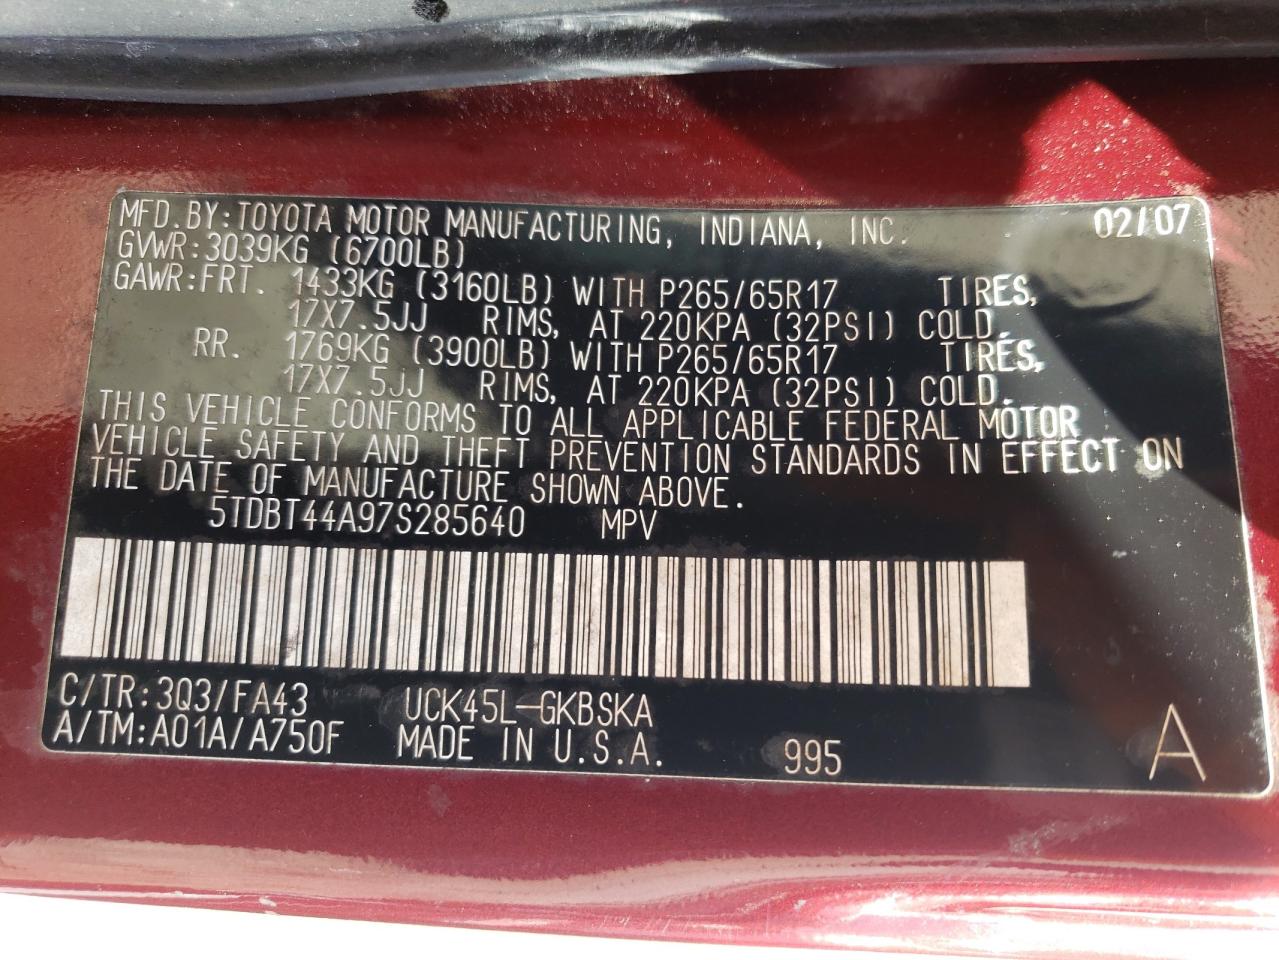 MFD.BY:TOYOTA MOTOR MANUFACTURING, INDIANA, INC. 02/07
GVWR:3039KG (6700LB)
GAWR:FRT. 1433KG (3160LB) WITH P265/65R17 TIRES,
17X7.5JJ RIMS, AT 220KPA (32PSI) COLD.
RR. 1769KG (3900LB) WITH P265/65R17 TIRES,
17X7.5JJ RIMS, AT 220KPA (32PSI) COLD.
THIS VEHICLE CONFORMS TO ALL APPLICABLE FEDERAL MOTOR
VEHICLE SAFETY AND THEFT PREVENTION STANDARDS IN EFFECT ON
THE DATE OF MANUFACTURE SHOWN ABOVE.
5TDBT44A97S285640 MPV
C/TR:3Q3/FA43 UCK45L-GKBSKA
A/TM:A01A/A750F MADE IN U.S.A. 995 A